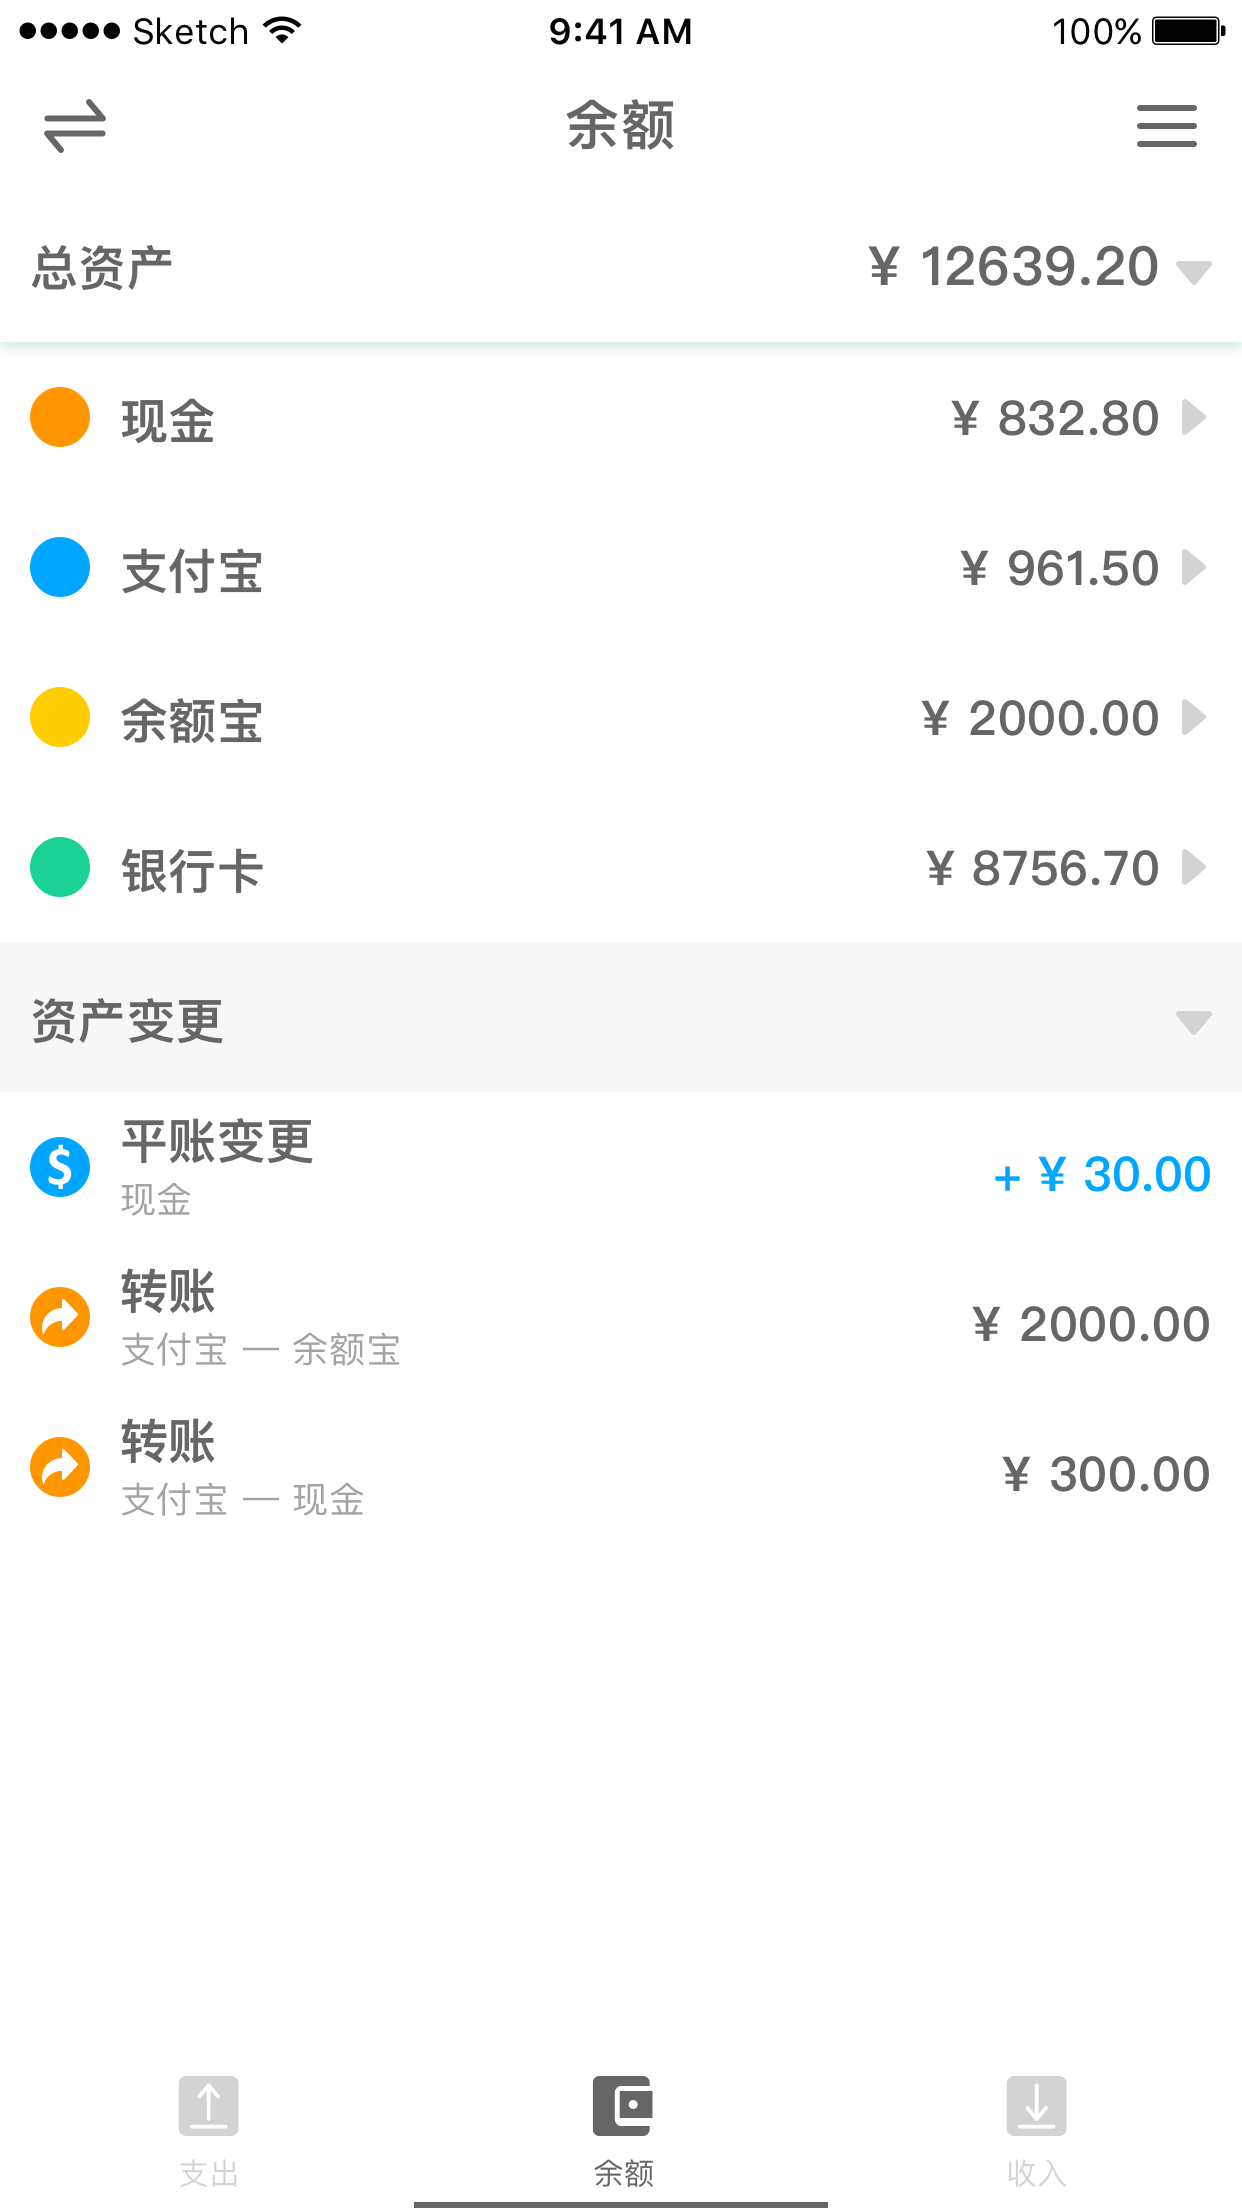 Sketch 9:41 AM 100%
余额
总资产 ¥ 12639.20
现金 ¥ 832.80
支付宝 ¥ 961.50
余额宝 ¥ 2000.00
银行卡 ¥ 8756.70
资产变更
平账变更
现金
+ ¥ 30.00
转账
支付宝 — 余额宝
¥ 2000.00
转账
支付宝 — 现金
¥ 300.00
支出 余额 收入